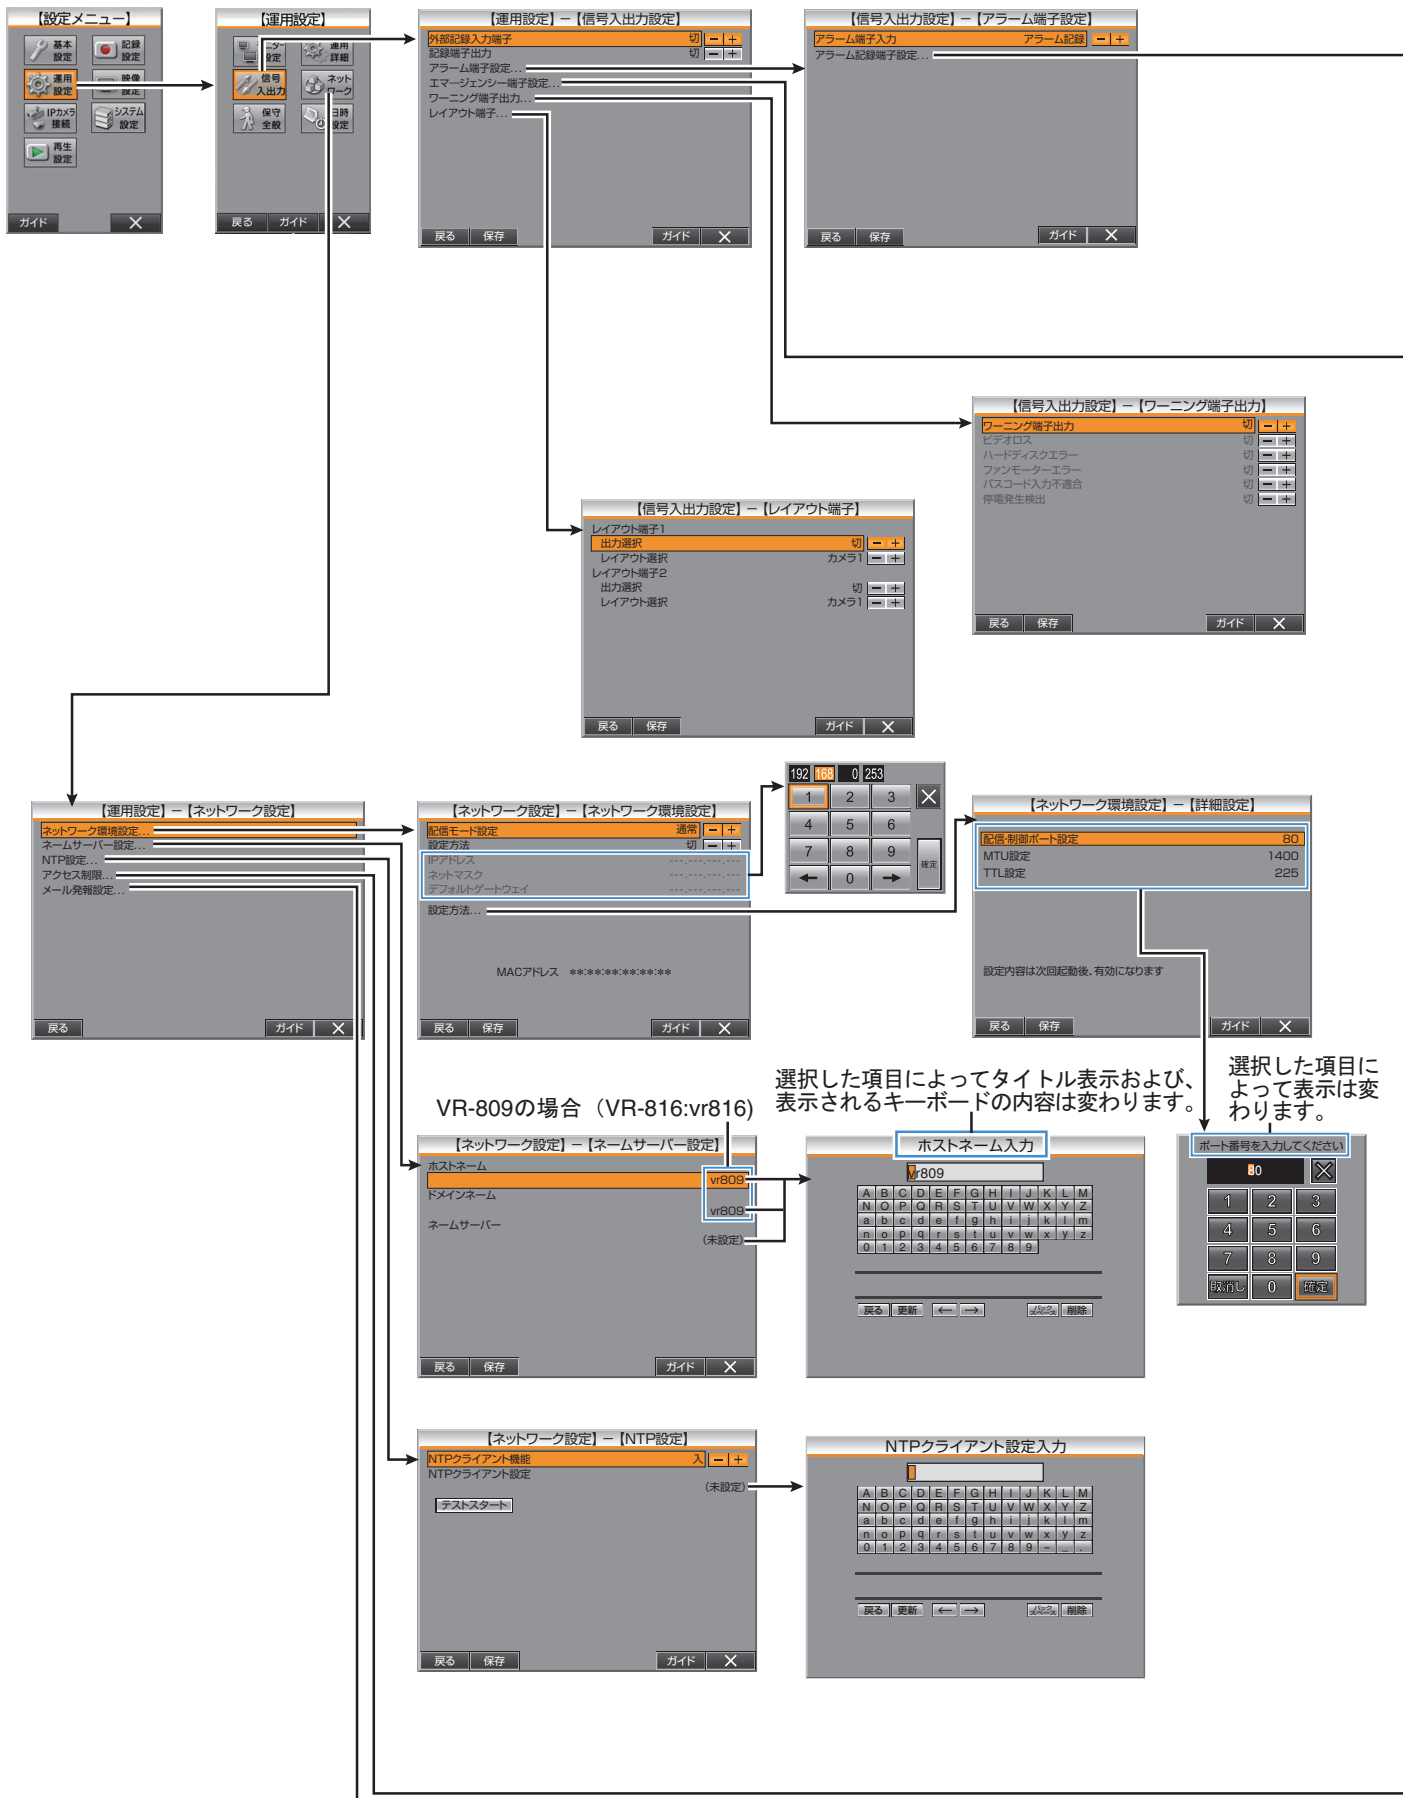 【設定メニュー】
基本
設定
記録
設定
運用
設定
映像
設定
IPカメラ
接続
システム
設定
再生
設定
ガイド ×
【運用設定】
ニター
設定
運用
詳細
信号
入出力
ネット
ワーク
保守
全般
日時
設定
戻る ガイド ×
【運用設定】－【信号入出力設定】
外部記録入力端子 切 － ＋
記録端子出力 切 － ＋
アラーム端子設定...
エマージェンシー端子設定...
ワーニング端子出力...
レイアウト端子...
戻る 保存 ガイド ×
【信号入出力設定】－【アラーム端子設定】
アラーム端子入力 アラーム記録 － ＋
アラーム記録端子設定...
戻る 保存 ガイド ×
【信号入出力設定】－【ワーニング端子出力】
ワーニング端子出力 切 － ＋
ビデオロス 切 － ＋
ハードディスクエラー 切 － ＋
ファンモーターエラー 切 － ＋
パスコード入力不適合 切 － ＋
停電発生検出 切 － ＋
戻る 保存 ガイド ×
【信号入出力設定】－【レイアウト端子】
レイアウト端子1
出力選択 切 － ＋
レイアウト選択 カメラ1 － ＋
レイアウト端子2
出力選択 切 － ＋
レイアウト選択 カメラ1 － ＋
戻る 保存 ガイド ×
【運用設定】－【ネットワーク設定】
ネットワーク環境設定...
ネームサーバー設定...
NTP設定...
アクセス制限...
メール発報設定...
戻る ガイド ×
【ネットワーク設定】－【ネットワーク環境設定】
配信モード設定 通常 － ＋
設定方法 切 － ＋
IPアドレス ---.---.---.---
ネットマスク ---.---.---.---
デフォルトゲートウェイ ---.---.---.---
設定方法...
MACアドレス **:**:**:**:**:**
戻る 保存 ガイド ×
192 168 0 253
1 2 3 ×
4 5 6
7 8 9 確定
← 0 →
【ネットワーク環境設定】－【詳細設定】
配信・制御ポート設定 80
MTU設定 1400
TTL設定 225
設定内容は次回起動後、有効になります
戻る 保存 ガイド ×
選択した項目に
よって表示は変
わります。
ポート番号を入力してください
80 ×
1 2 3
4 5 6
7 8 9
取消し 0 確定
VR-809の場合（VR-816:vr816)
【ネットワーク設定】－【ネームサーバー設定】
ホストネーム
vr809
ドメインネーム
vr809
ネームサーバー
(未設定)
戻る 保存 ガイド ×
選択した項目によってタイトル表示および、
表示されるキーボードの内容は変わります。
ホストネーム入力
vr809
A B C D E F G H I J K L M
N O P Q R S T U V W X Y Z
a b c d e f g h i j k l m
n o p q r s t u v w x y z
0 1 2 3 4 5 6 7 8 9
戻る 更新 ← → バックスペース 削除
【ネットワーク設定】－【NTP設定】
NTPクライアント機能 入 － ＋
NTPクライアント設定
(未設定)
テストスタート
戻る 保存 ガイド ×
NTPクライアント設定入力
A B C D E F G H I J K L M
N O P Q R S T U V W X Y Z
a b c d e f g h i j k l m
n o p q r s t u v w x y z
0 1 2 3 4 5 6 7 8 9 - _ .
戻る 更新 ← → バックスペース 削除